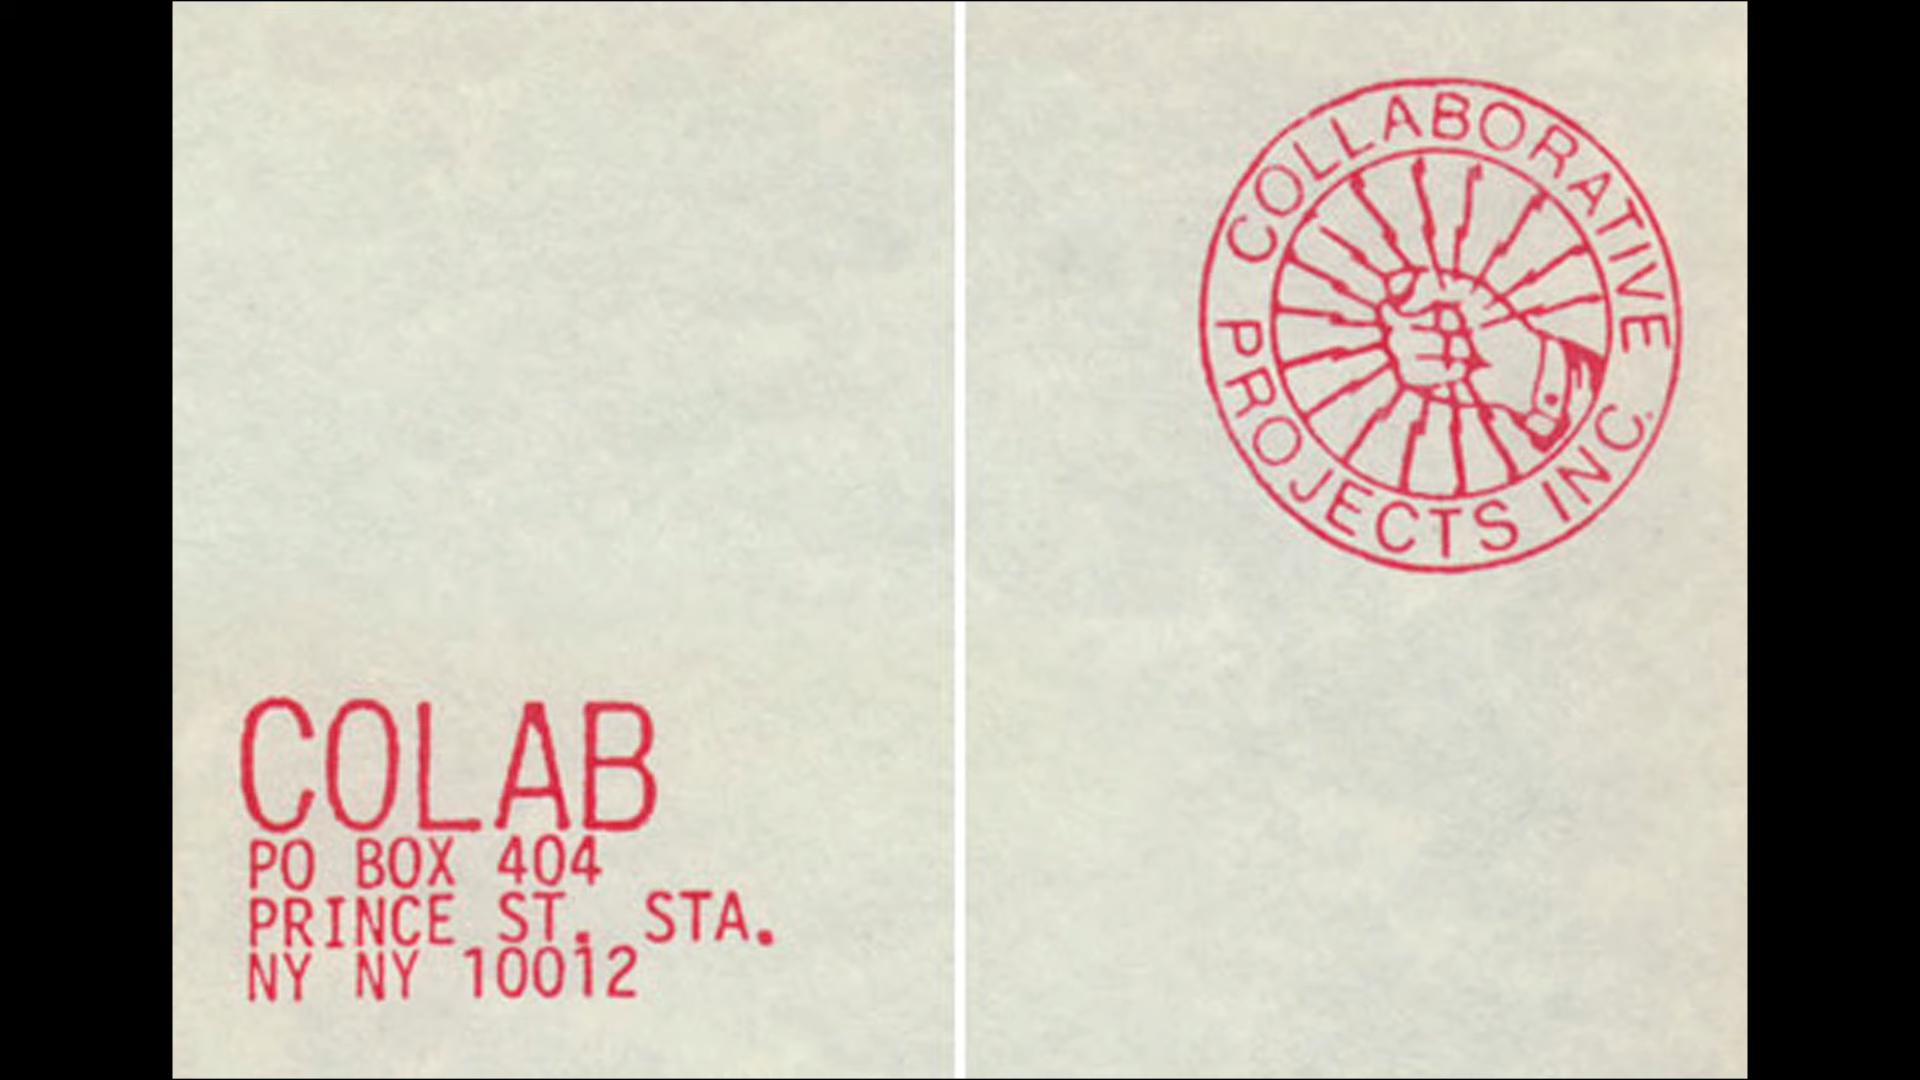 COLAB
PO BOX 404
PRINCE ST. STA.
NY NY 10012
COLLABORATIVE
PROJECTS INC.